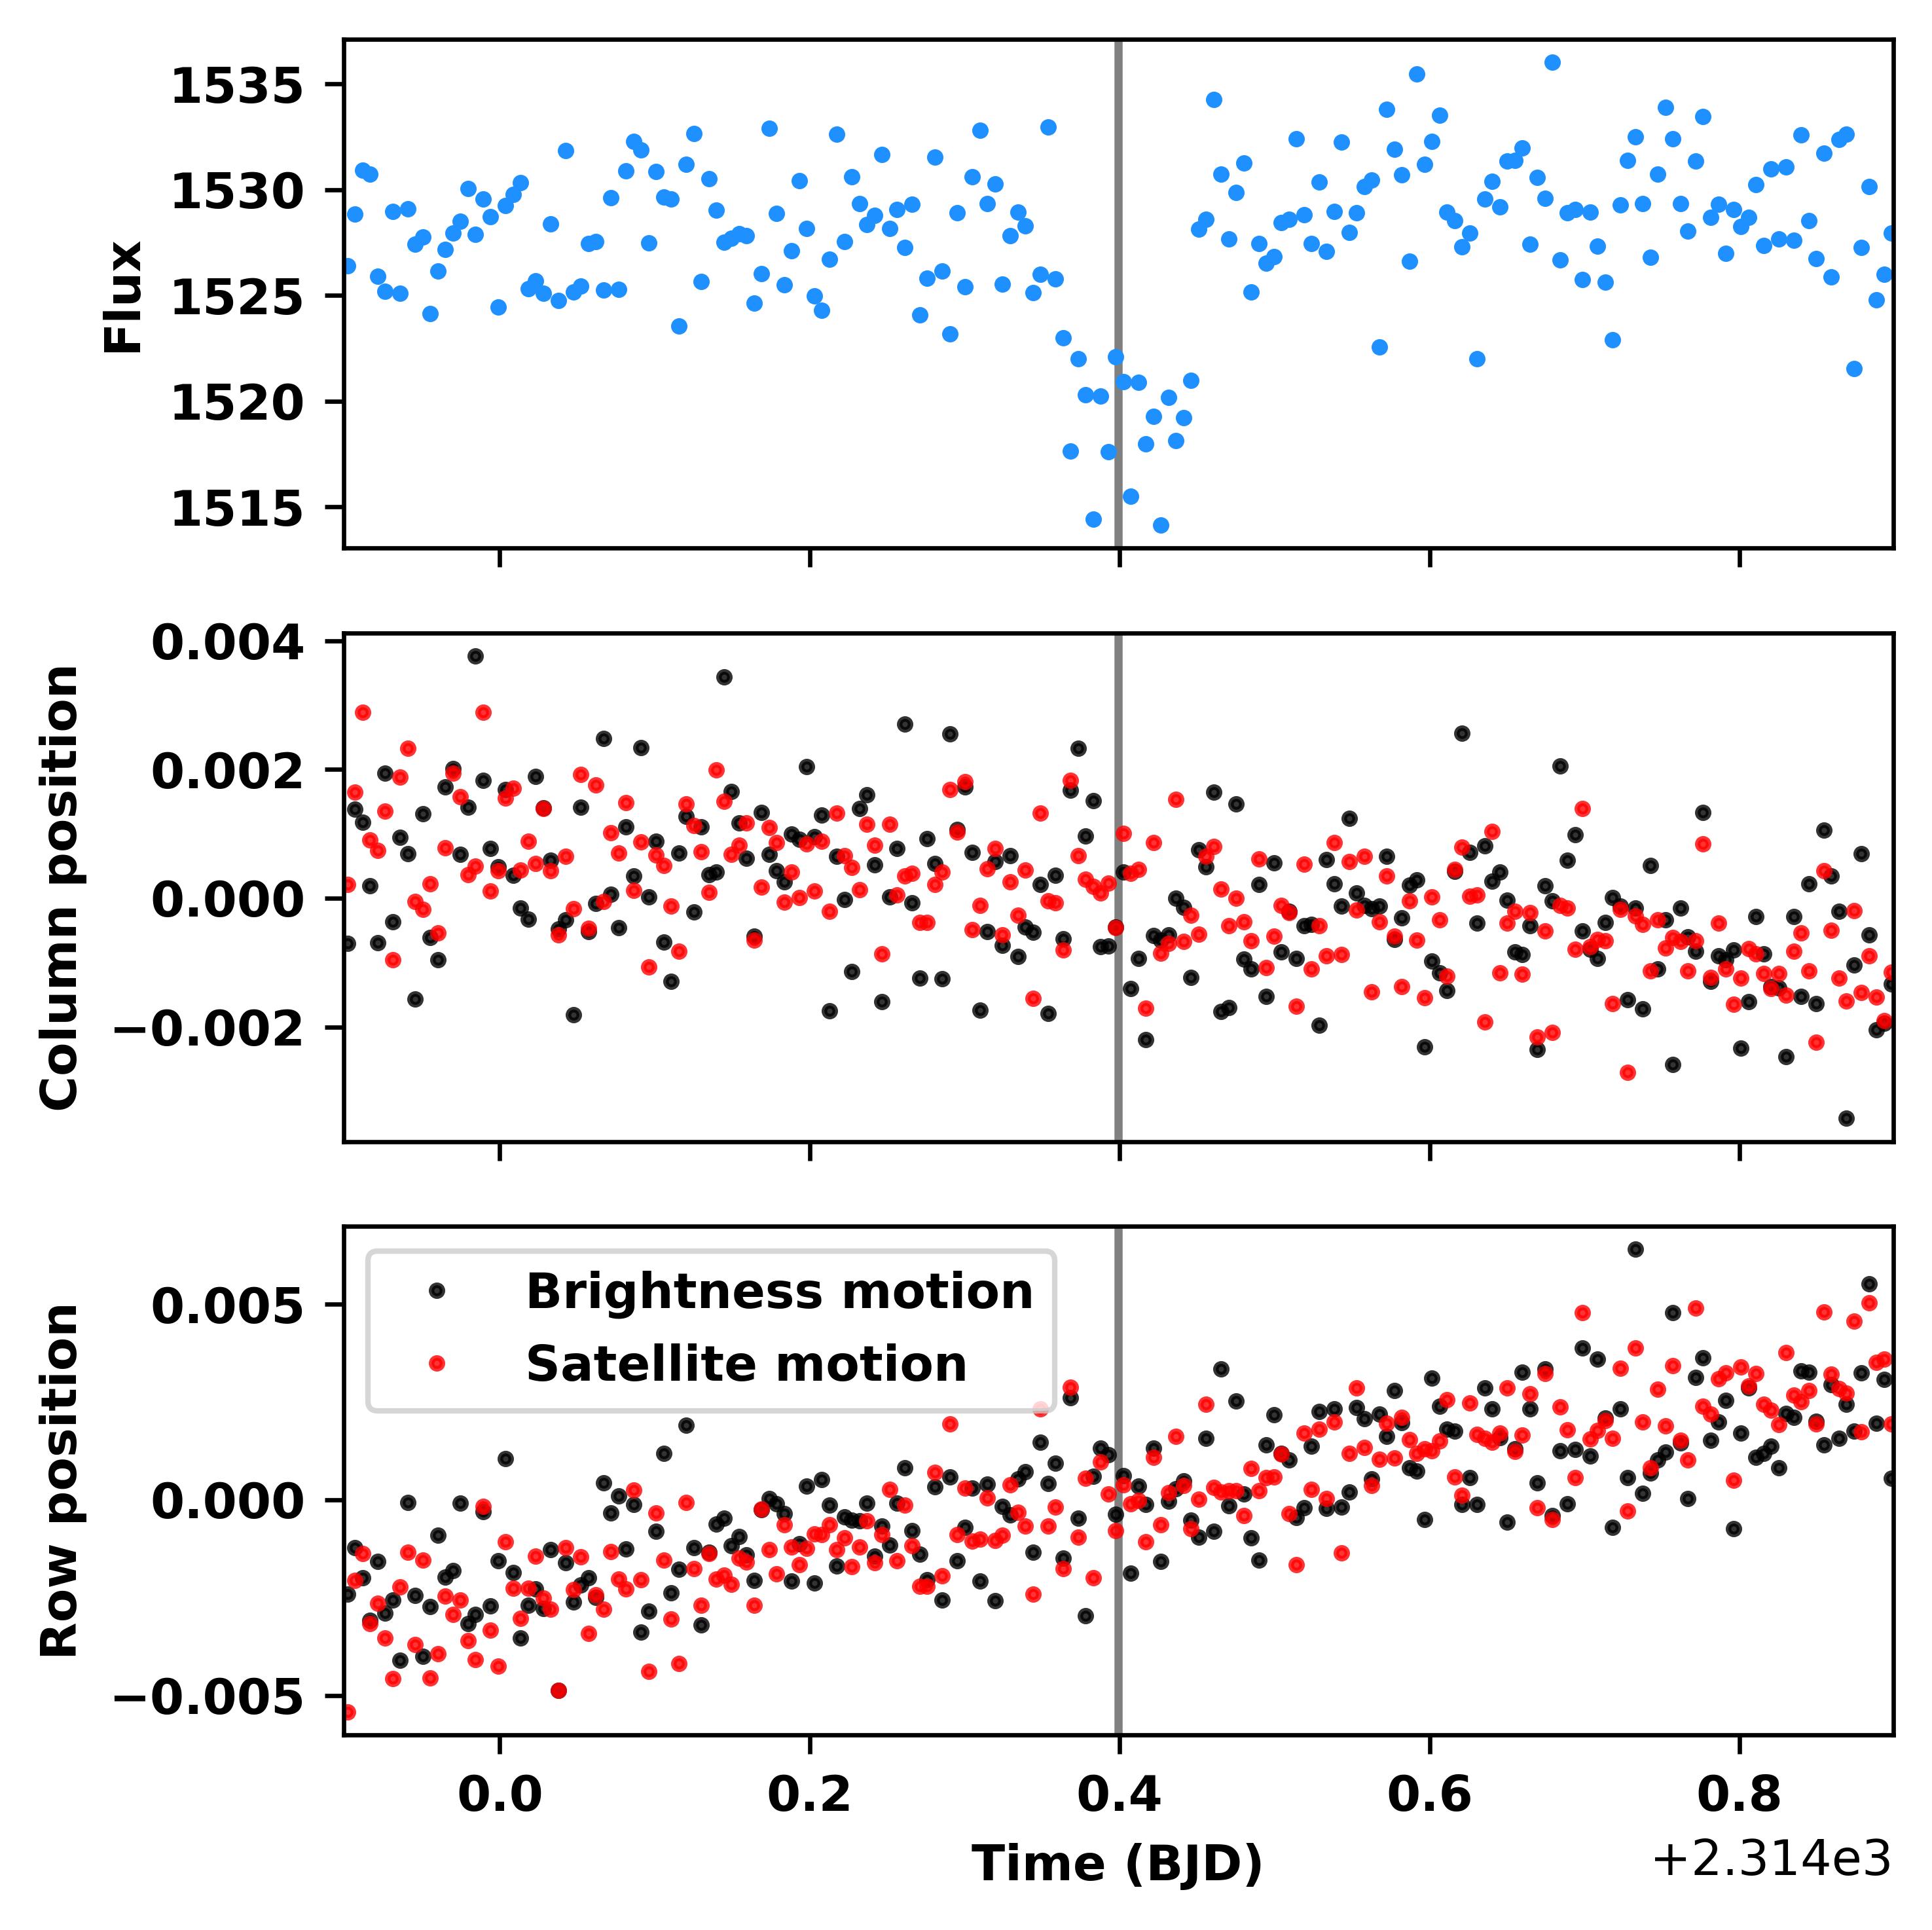 Flux
1535
1530
1525
1520
1515
Column position
0.004
0.002
0.000
−0.002
Row position
0.005
0.000
−0.005
Brightness motion
Satellite motion
0.0 0.2 0.4 0.6 0.8
Time (BJD)
+2.314e3